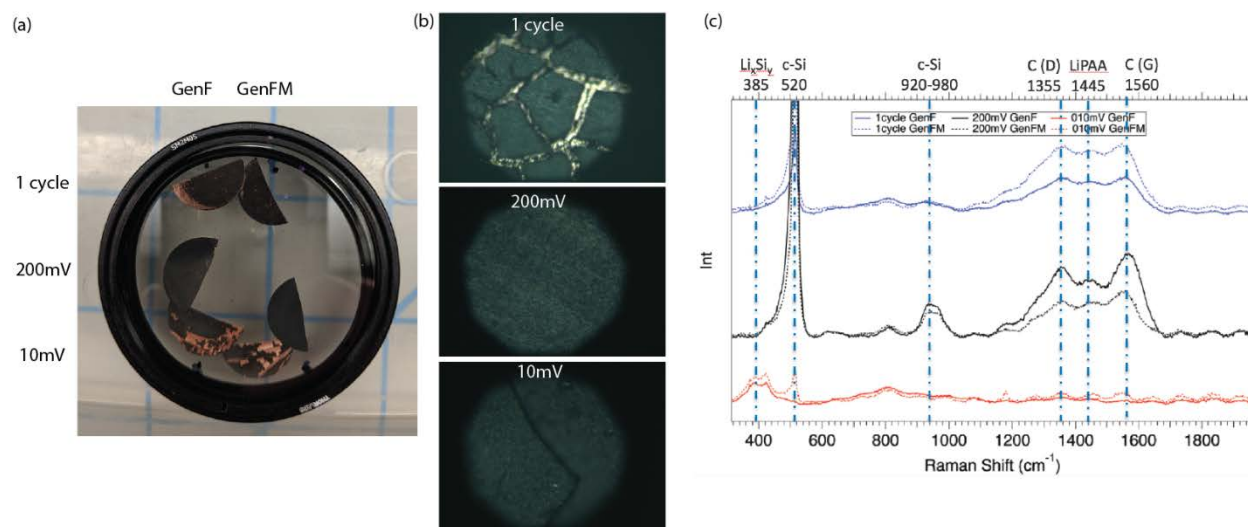 (a)
GenF GenFM
1 cycle
200mV
10mV
SM2M05
(b)
1 cycle
200mV
10mV
(c)
LixSiy c-Si c-Si C (D) LiPAA C (G)
385 520 920-980 1355 1445 1560
1cycle GenF 200mV GenF 010mV GenF
1cycle GenFM 200mV GenFM 010mV GenFM
Int
400 600 800 1000 1200 1400 1600 1800
Raman Shift (cm-1)